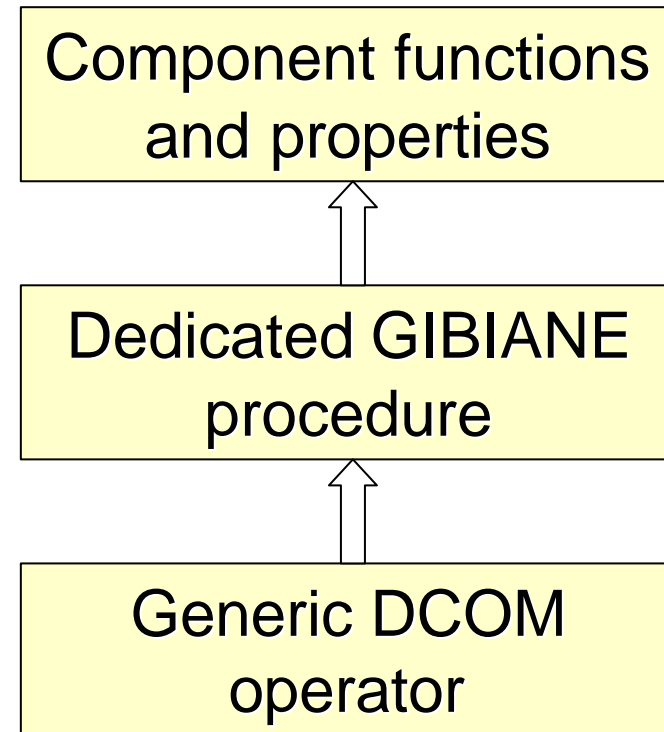 Component functions
and properties
Dedicated GIBIANE
procedure
Generic DCOM
operator